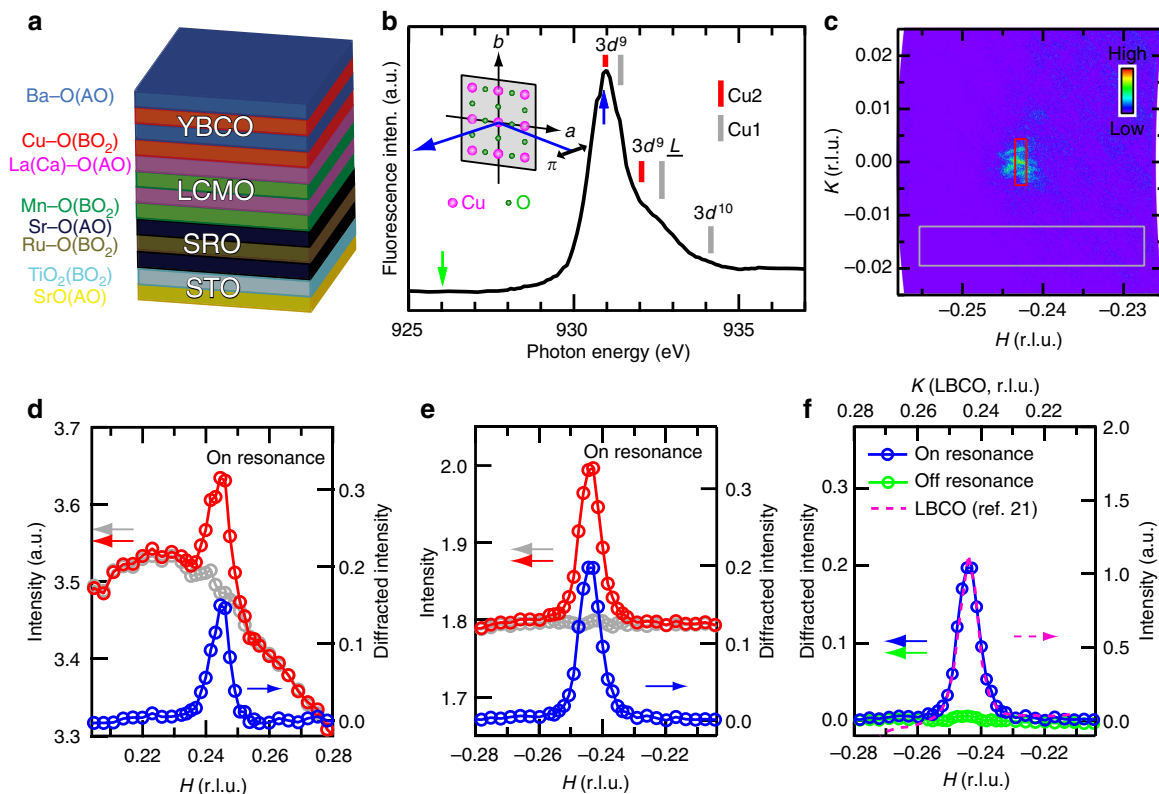 a
Ba–O(AO)
Cu–O(BO2)
La(Ca)–O(AO)
Mn–O(BO2)
Sr–O(AO)
Ru–O(BO2)
TiO2(BO2)
SrO(AO)
YBCO
LCMO
SRO
STO
b
Fluorescence inten. (a.u.)
b
a
π
Cu
O
3d9
3d9 L
3d10
Cu2
Cu1
925
930
935
Photon energy (eV)
c
High
Low
K (r.l.u.)
0.02
0.01
0.00
−0.01
−0.02
−0.25
−0.24
−0.23
H (r.l.u.)
d
On resonance
Intensity (a.u.)
3.7
3.6
3.5
3.4
3.3
0.3
0.2
0.1
0.0
Diffracted intensity
0.22
0.24
0.26
0.28
H (r.l.u.)
e
On resonance
Intensity
2.0
1.9
1.8
1.7
0.3
0.2
0.1
0.0
Diffracted intensity
−0.28
−0.26
−0.24
−0.22
H (r.l.u.)
f
K (LBCO, r.l.u.)
0.28
0.26
0.24
0.22
On resonance
Off resonance
LBCO (ref. 21)
Diffracted intensity
0.3
0.2
0.1
0.0
2.0
1.5
1.0
0.5
0.0
Intensity (a.u.)
−0.28
−0.26
−0.24
−0.22
H (r.l.u.)